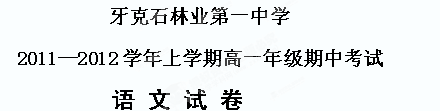 牙克石林业第一中学
2011—2012学年上学期高一年级期中考试
语 文 试 卷